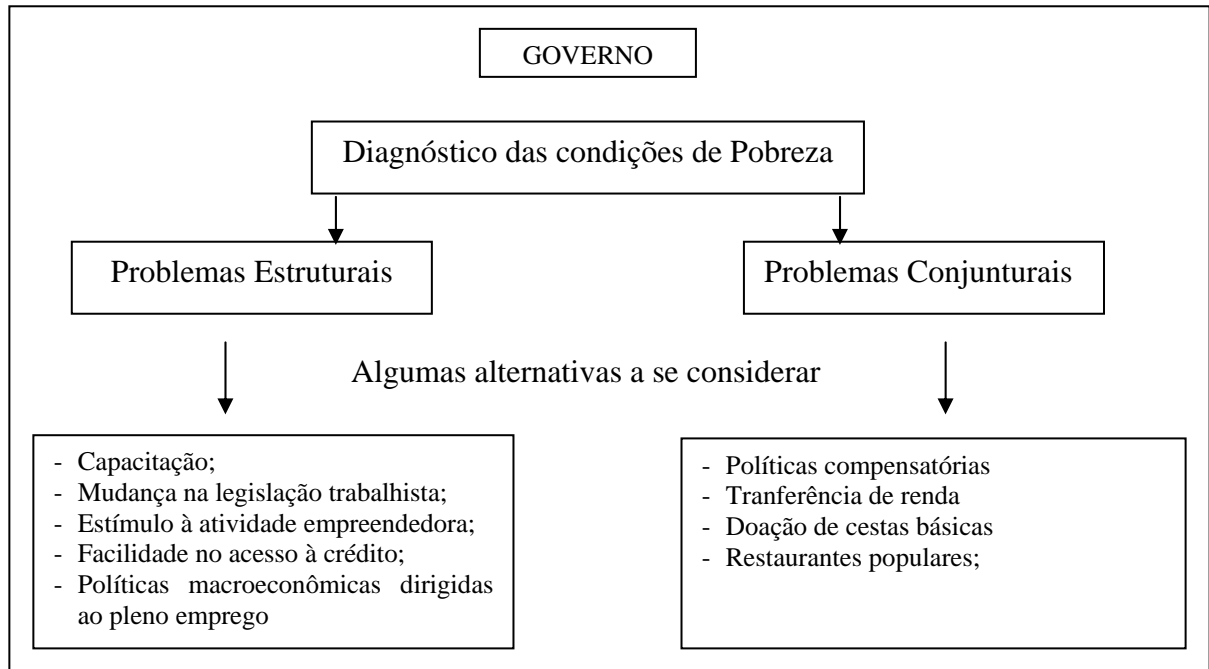 GOVERNO
Diagnóstico das condições de Pobreza
Problemas Estruturais
Problemas Conjunturais
Algumas alternativas a se considerar
- Capacitação;
- Mudança na legislação trabalhista;
- Estímulo à atividade empreendedora;
- Facilidade no acesso à crédito;
- Políticas macroeconômicas dirigidas
ao pleno emprego
- Políticas compensatórias
- Tranferência de renda
- Doação de cestas básicas
- Restaurantes populares;